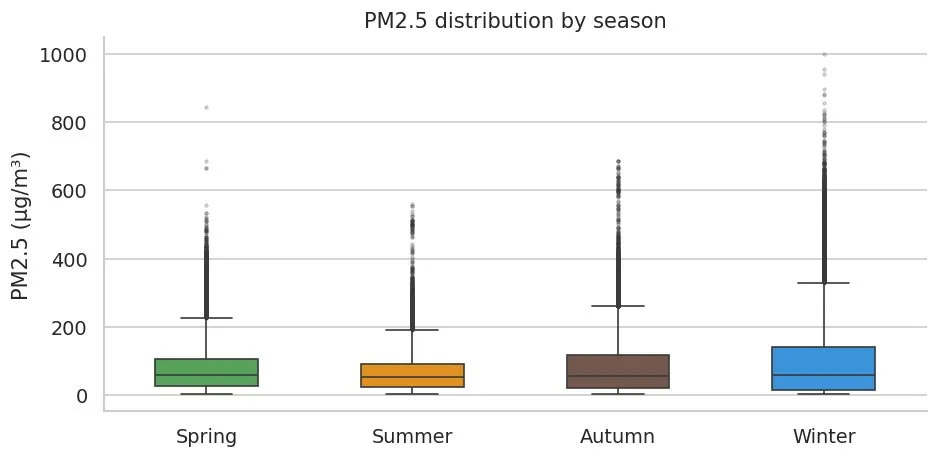 PM2.5 distribution by season
PM2.5 (µg/m³)
1000
800
600
400
200
0
Spring
Summer
Autumn
Winter